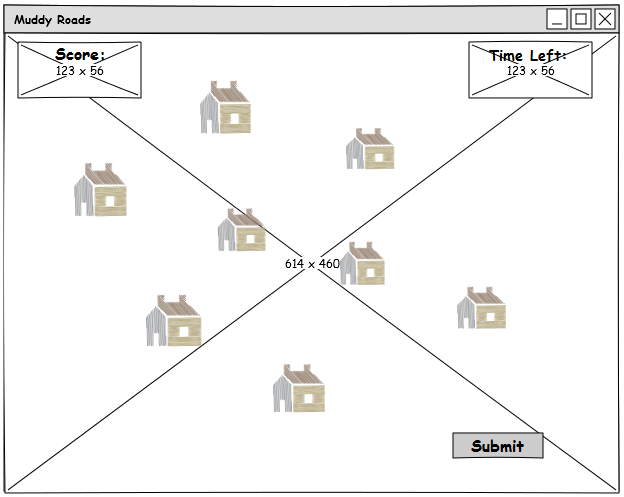 Muddy Roads
Score:
123 x 56
Time Left:
123 x 56
614 x 460
Submit